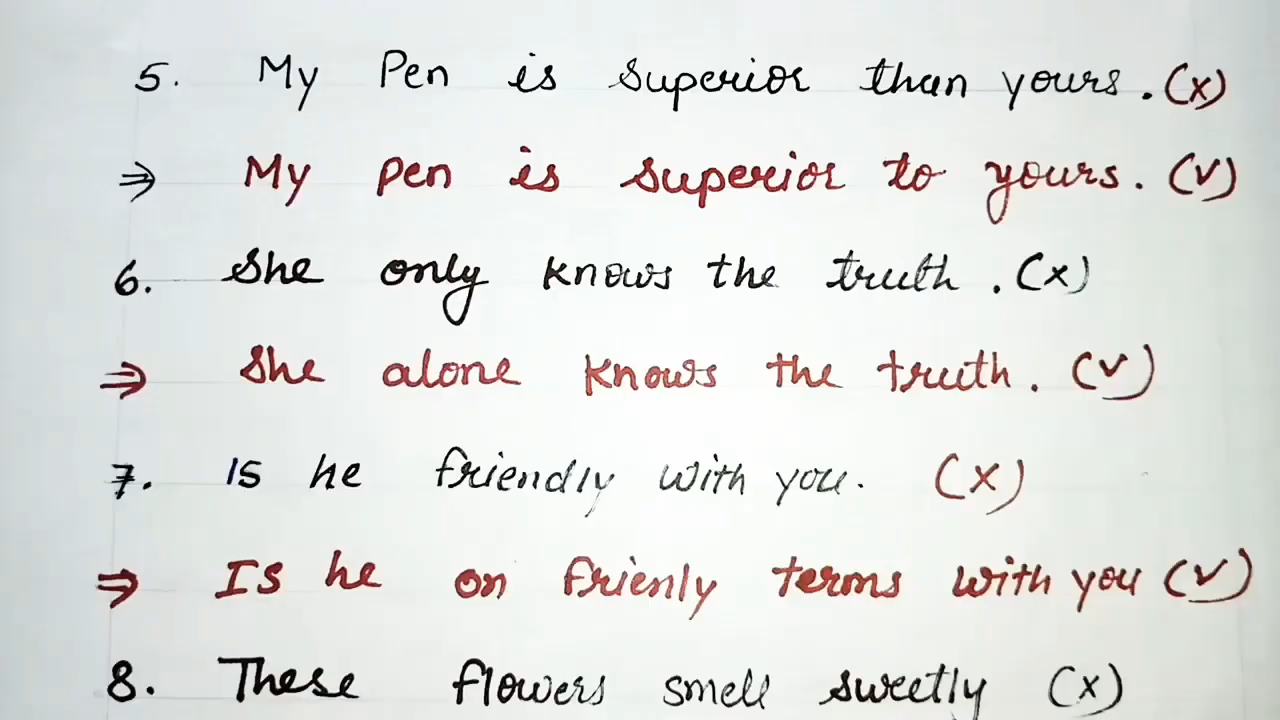 5. My Pen is superior than yours. (x)
⇒ My Pen is superior to yours. (✓)
6. She only knows the truth. (x)
⇒ She alone knows the truth. (✓)
7. Is he friendly with you. (x)
⇒ Is he on frienly terms with you (✓)
8. These flowers smell sweetly (x)